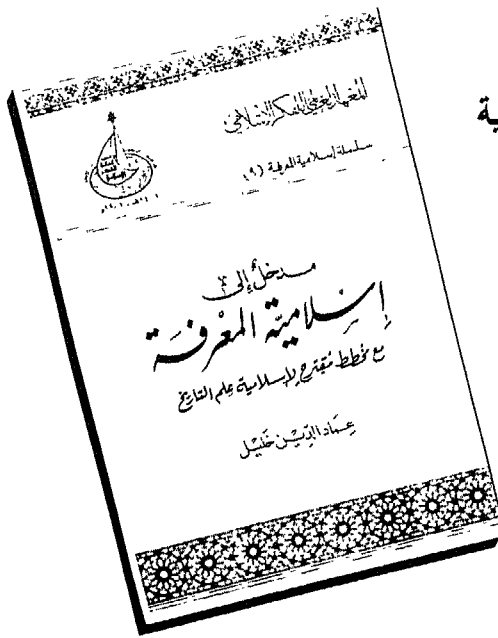 المعهد العالمي للفكر الإسلامي
سلسلة إسلامية المعرفة (٩)
مدخل إلى
إسلامية المعرفة
مع مخطط مقترح لإسلامية علم التاريخ
عماد الدين خليل